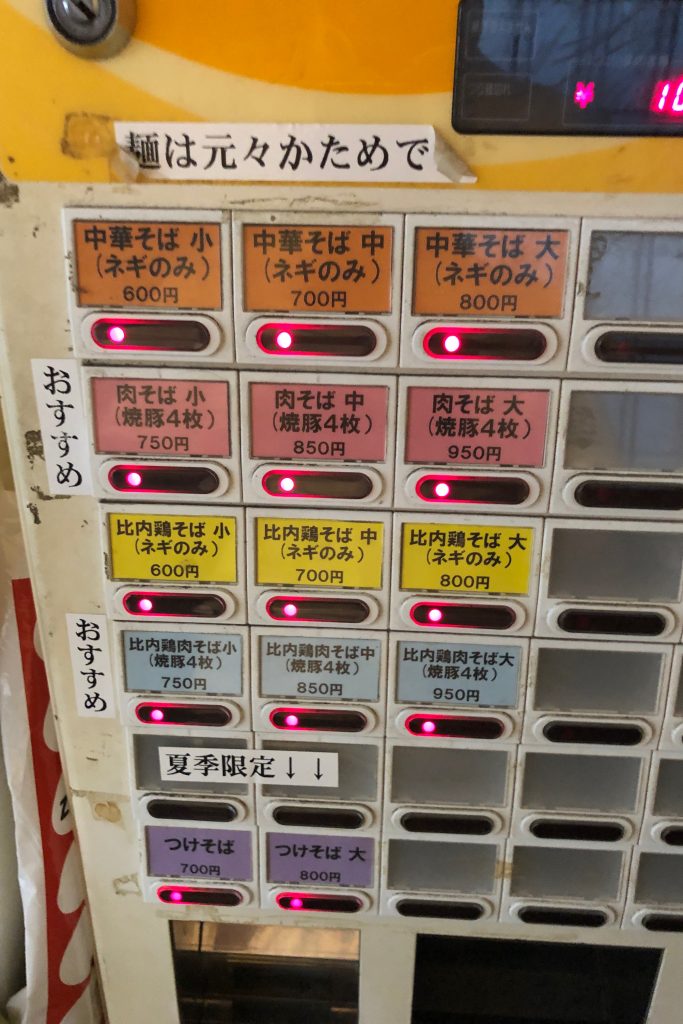 ¥ 10
麺は元々かためで
中華そば 小
(ネギのみ)
600円
中華そば 中
(ネギのみ)
700円
中華そば 大
(ネギのみ)
800円
おすすめ
肉そば 小
(焼豚4枚)
750円
肉そば 中
(焼豚4枚)
850円
肉そば 大
(焼豚4枚)
950円
比内鶏そば 小
(ネギのみ)
600円
比内鶏そば 中
(ネギのみ)
700円
比内鶏そば 大
(ネギのみ)
800円
おすすめ
比内鶏肉そば小
(焼豚4枚)
750円
比内鶏肉そば中
(焼豚4枚)
850円
比内鶏肉そば大
(焼豚4枚)
950円
夏季限定↓↓
つけそば
700円
つけそば 大
800円